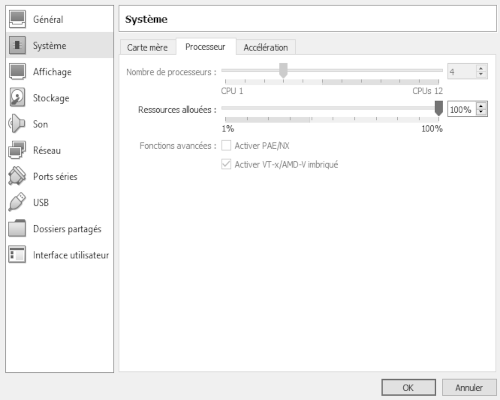 Général
Système
Affichage
Stockage
Son
Réseau
Ports séries
USB
Dossiers partagés
Interface utilisateur
Système
Carte mère Processeur Accélération
Nombre de processeurs : 4
CPU 1 CPUs 12
Ressources allouées : 100%
1% 100%
Fonctions avancées : Activer PAE/NX
Activer VT-x/AMD-V imbriqué
OK Annuler